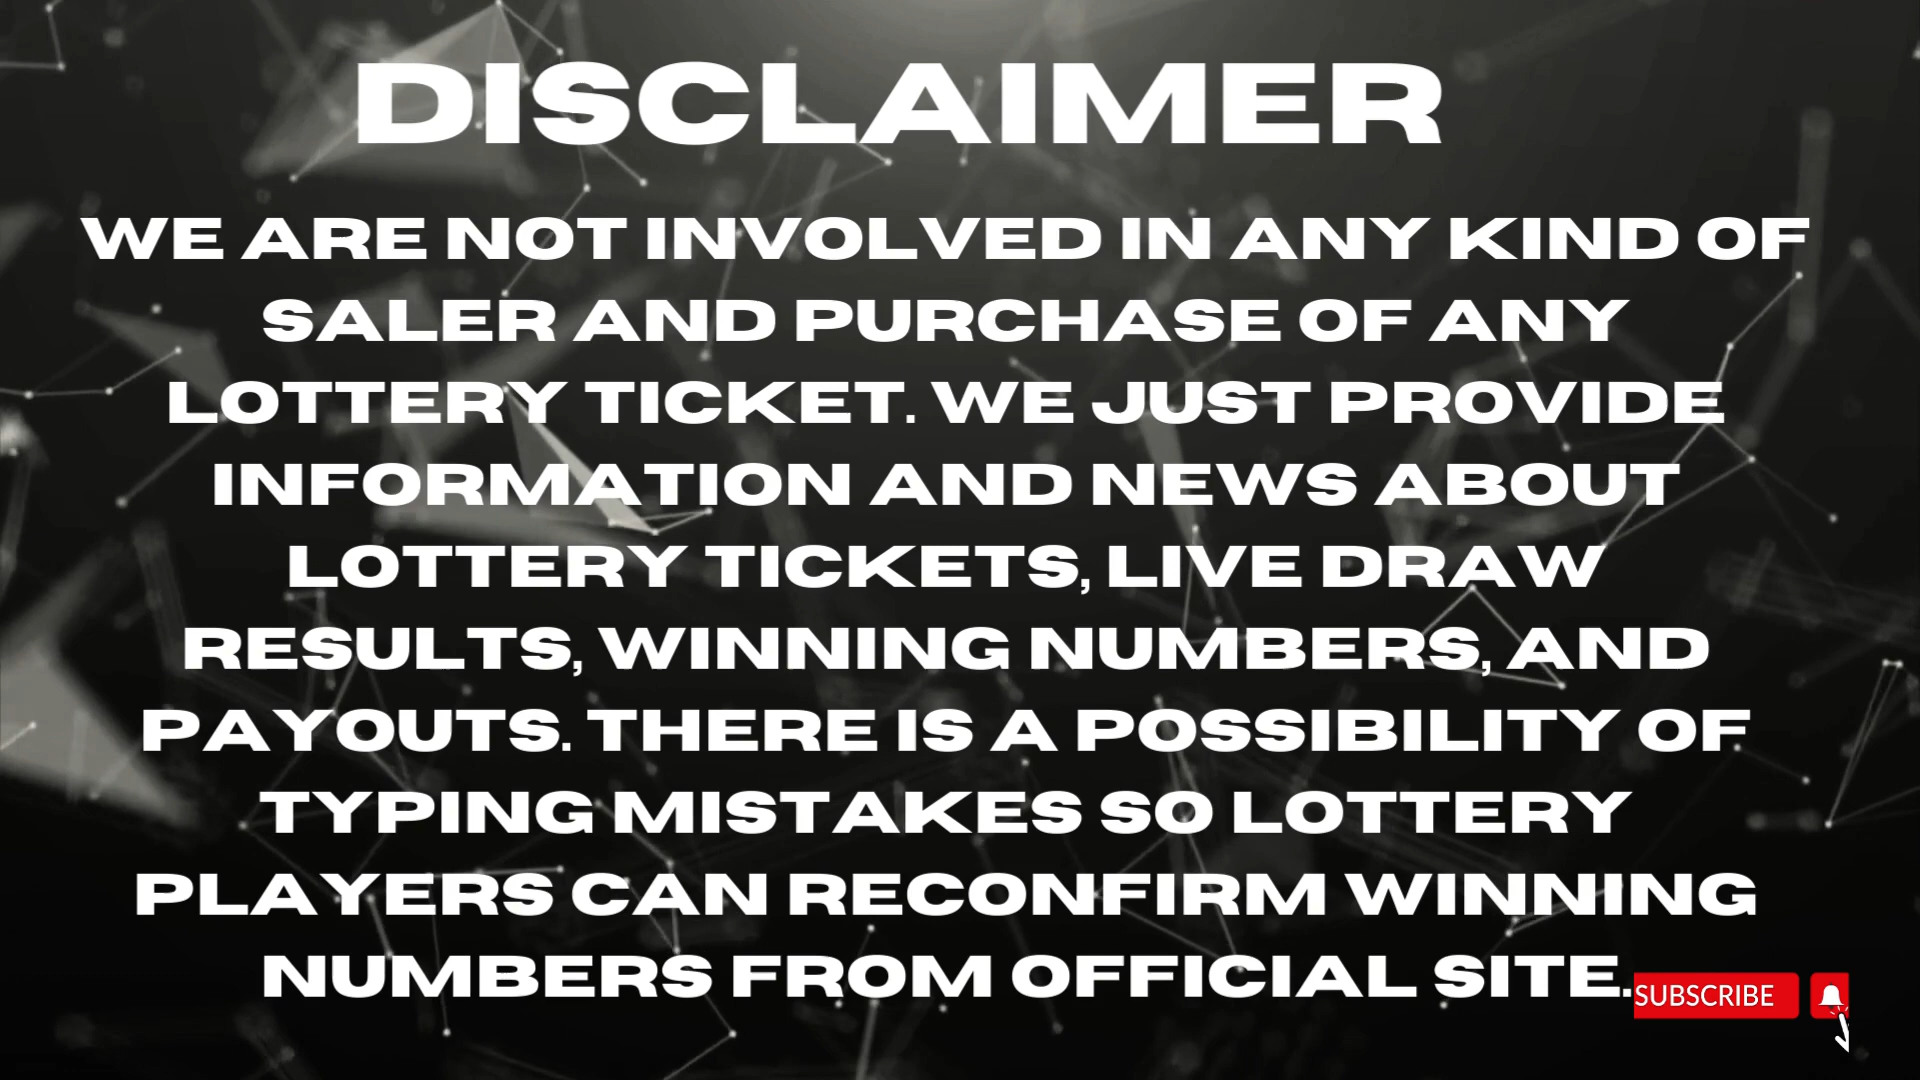 DISCLAIMER
WE ARE NOT INVOLVED IN ANY KIND OF
SALER AND PURCHASE OF ANY
LOTTERY TICKET. WE JUST PROVIDE
INFORMATION AND NEWS ABOUT
LOTTERY TICKETS, LIVE DRAW
RESULTS, WINNING NUMBERS, AND
PAYOUTS. THERE IS A POSSIBILITY OF
TYPING MISTAKES SO LOTTERY
PLAYERS CAN RECONFIRM WINNING
NUMBERS FROM OFFICIAL SITE.
SUBSCRIBE